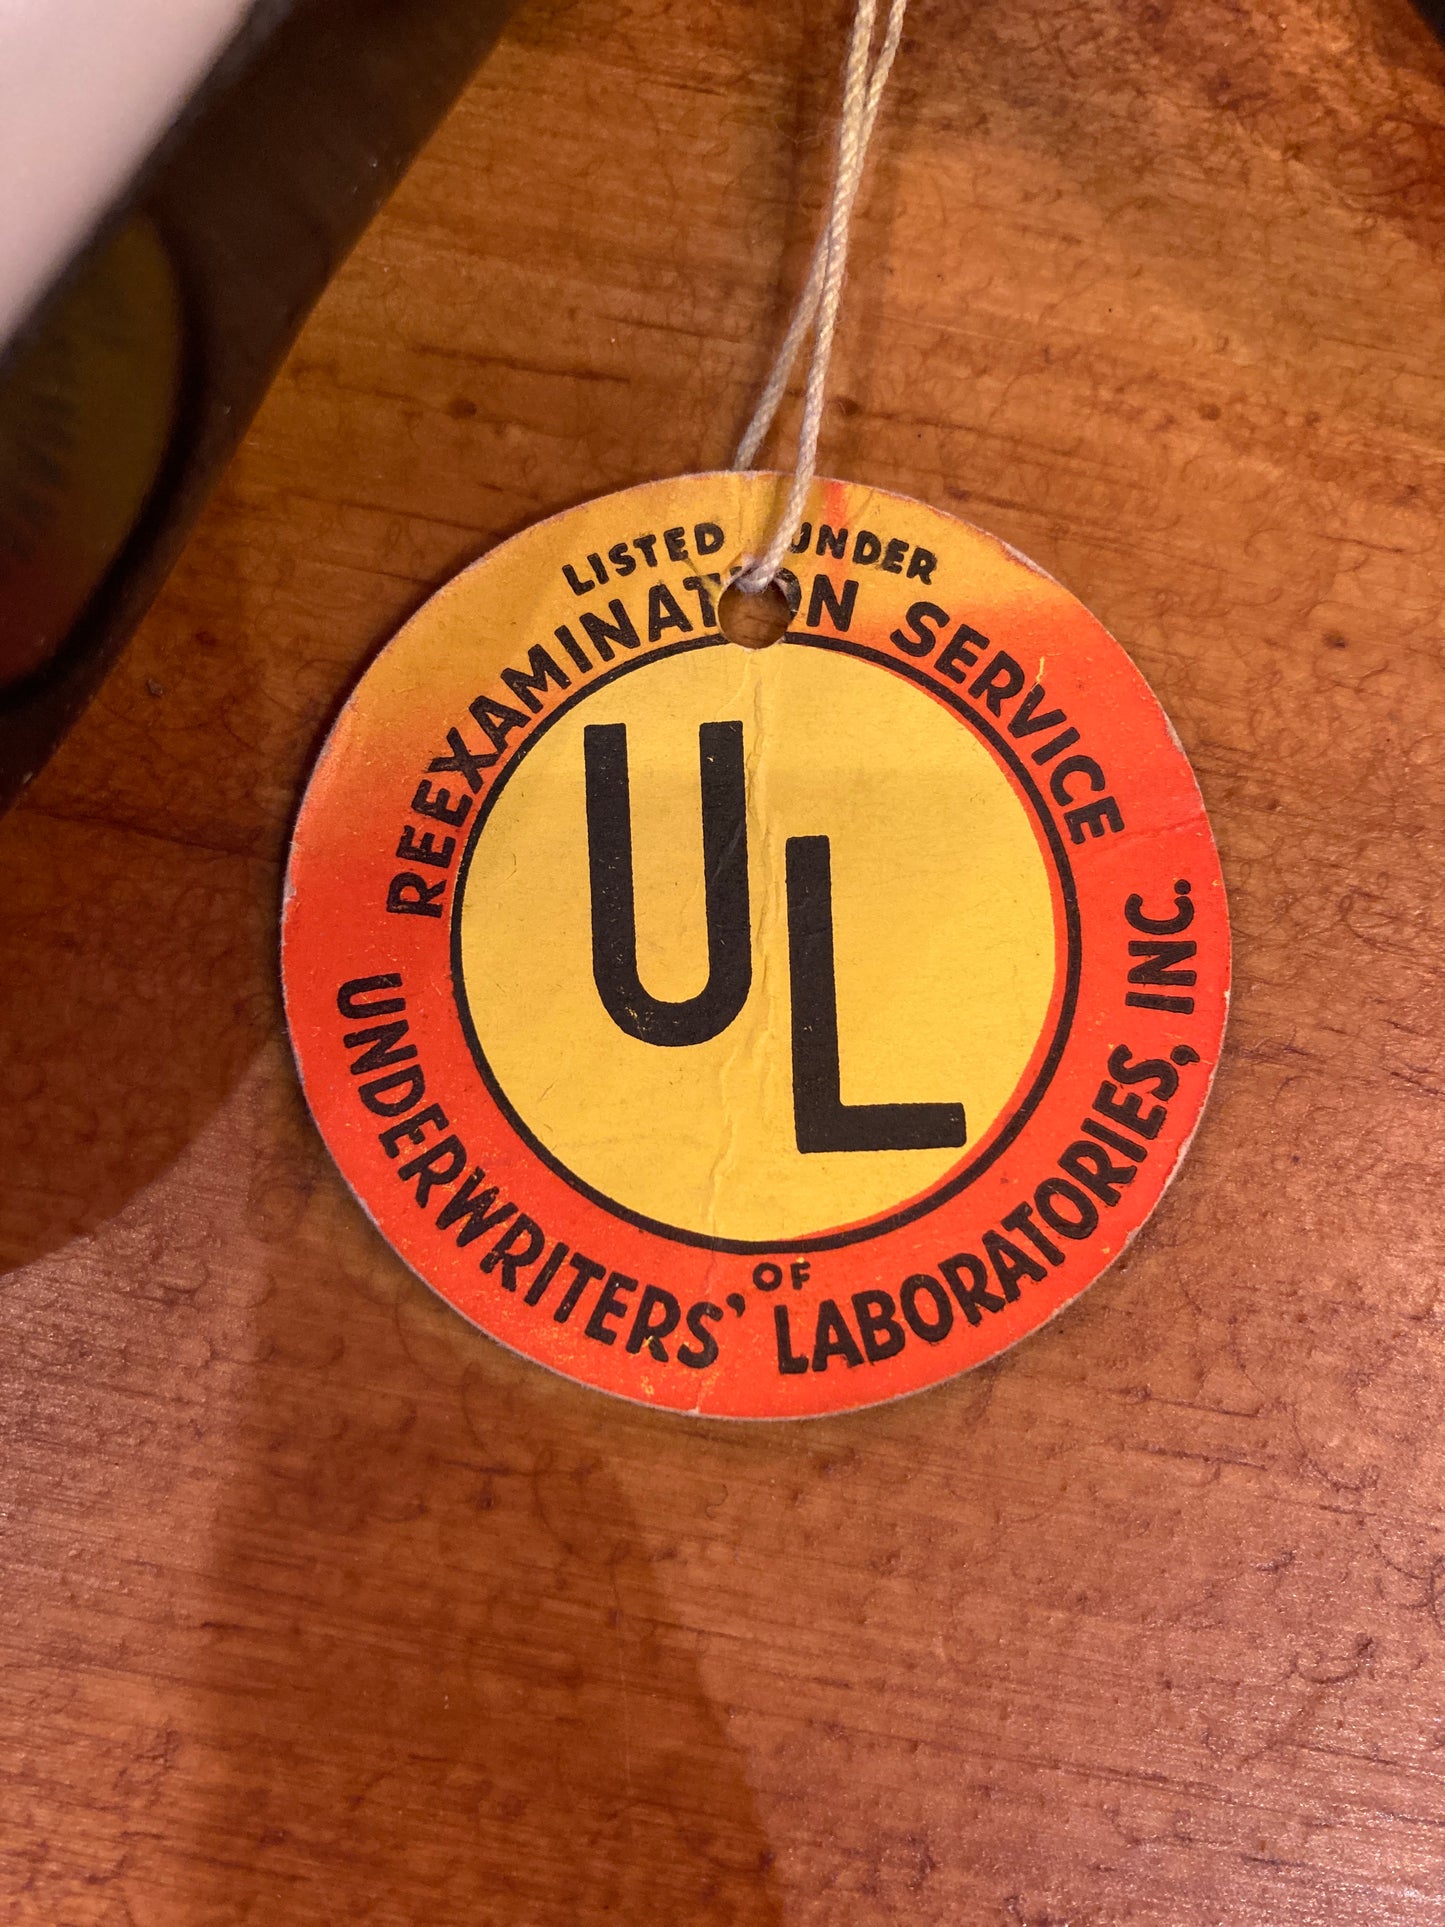 LISTED UNDER
REEXAMINATION SERVICE
UL
OF
UNDERWRITERS' LABORATORIES, INC.